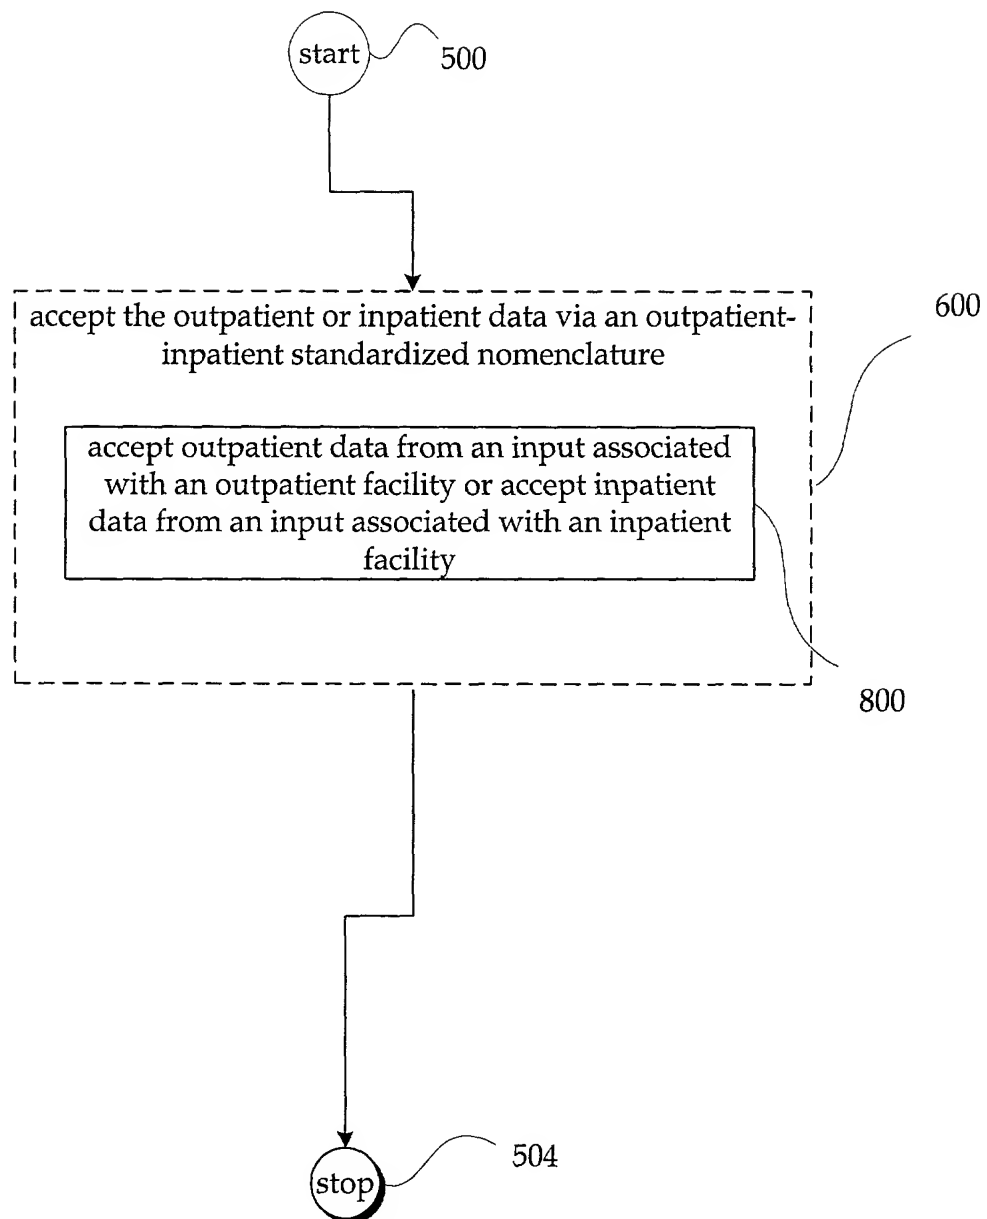 start
500
accept the outpatient or inpatient data via an outpatient-
inpatient standardized nomenclature
600
accept outpatient data from an input associated
with an outpatient facility or accept inpatient
data from an input associated with an inpatient
facility
800
504
stop